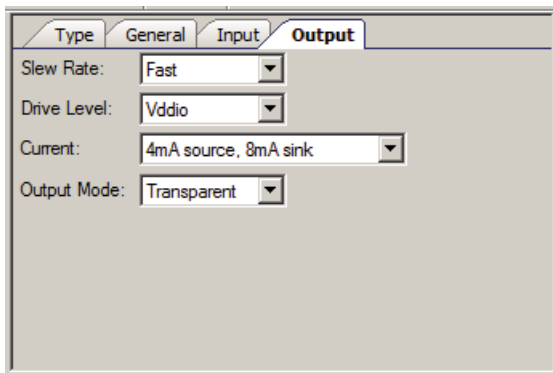 Type General Input Output
Slew Rate: Fast
Drive Level: Vddio
Current: 4mA source, 8mA sink
Output Mode: Transparent